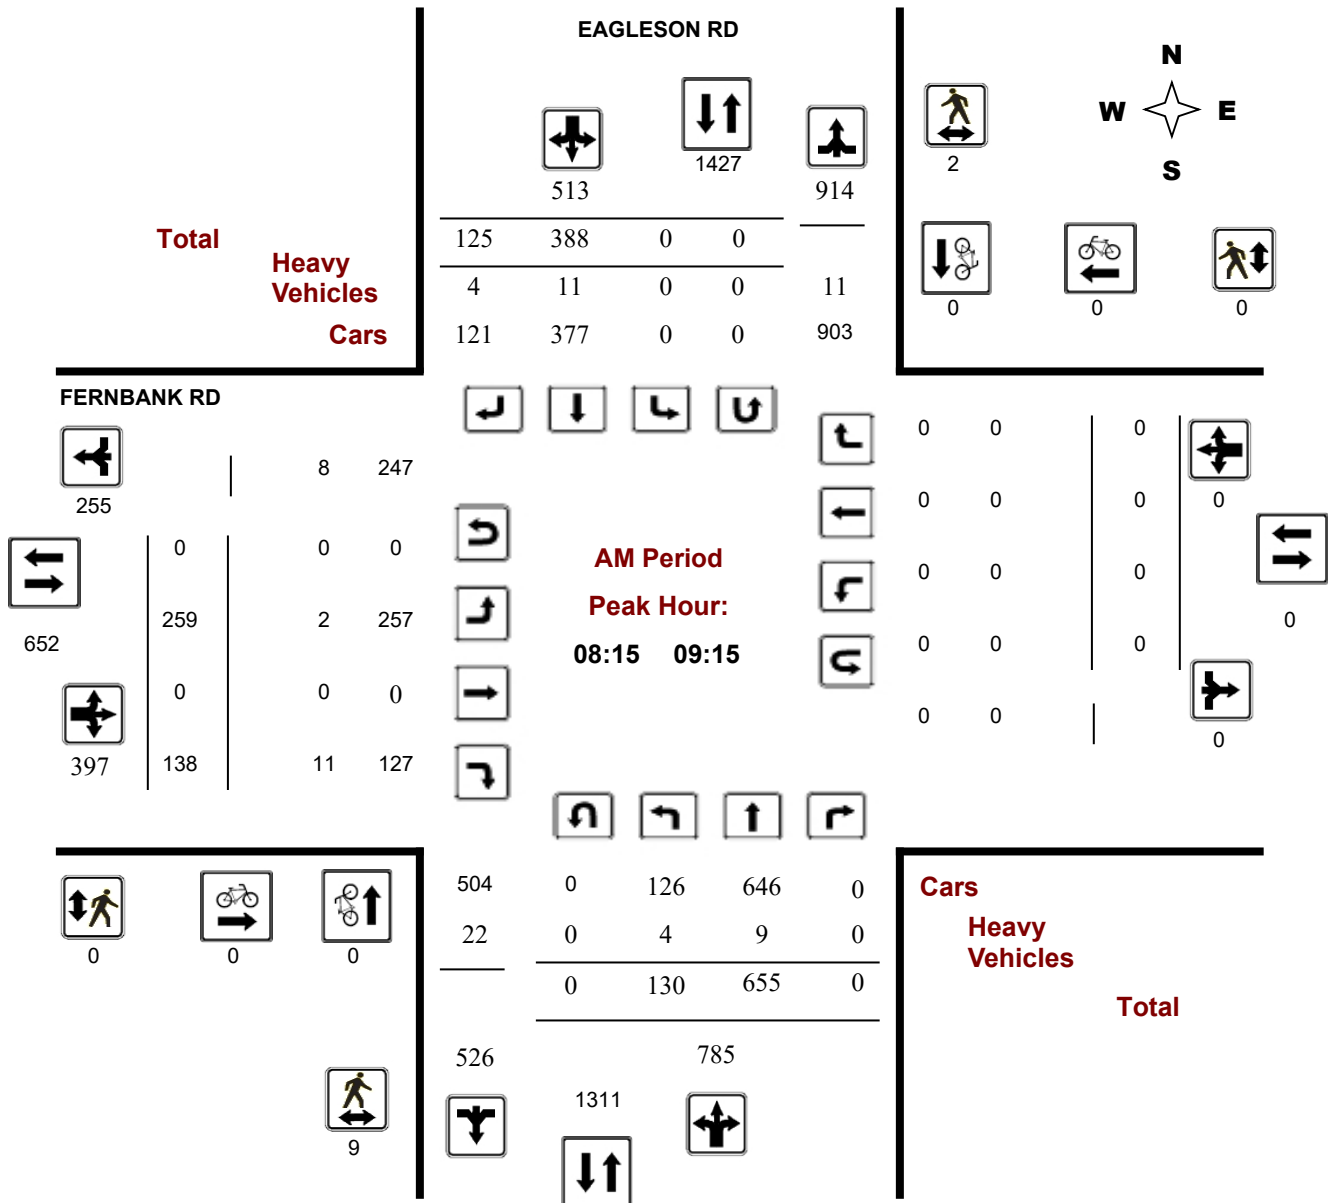 EAGLESON RD
N
W E
S
1427
2
513 914
Total
125 388 0 0
Heavy
Vehicles
4 11 0 0 11
0 0 0
Cars
121 377 0 0 903
FERNBANK RD
0 0 0
8 247
255
0 0 0 0
0 0 0
AM Period
0 0 0
Peak Hour:
259 2 257
0
652
08:15 09:15
0 0 0
0 0 0
0 0
0
397 138 11 127
504 0 126 646 0
Cars
22 0 4 9 0
Heavy
Vehicles
0 0 0
0 130 655 0
Total
526 785
1311
9